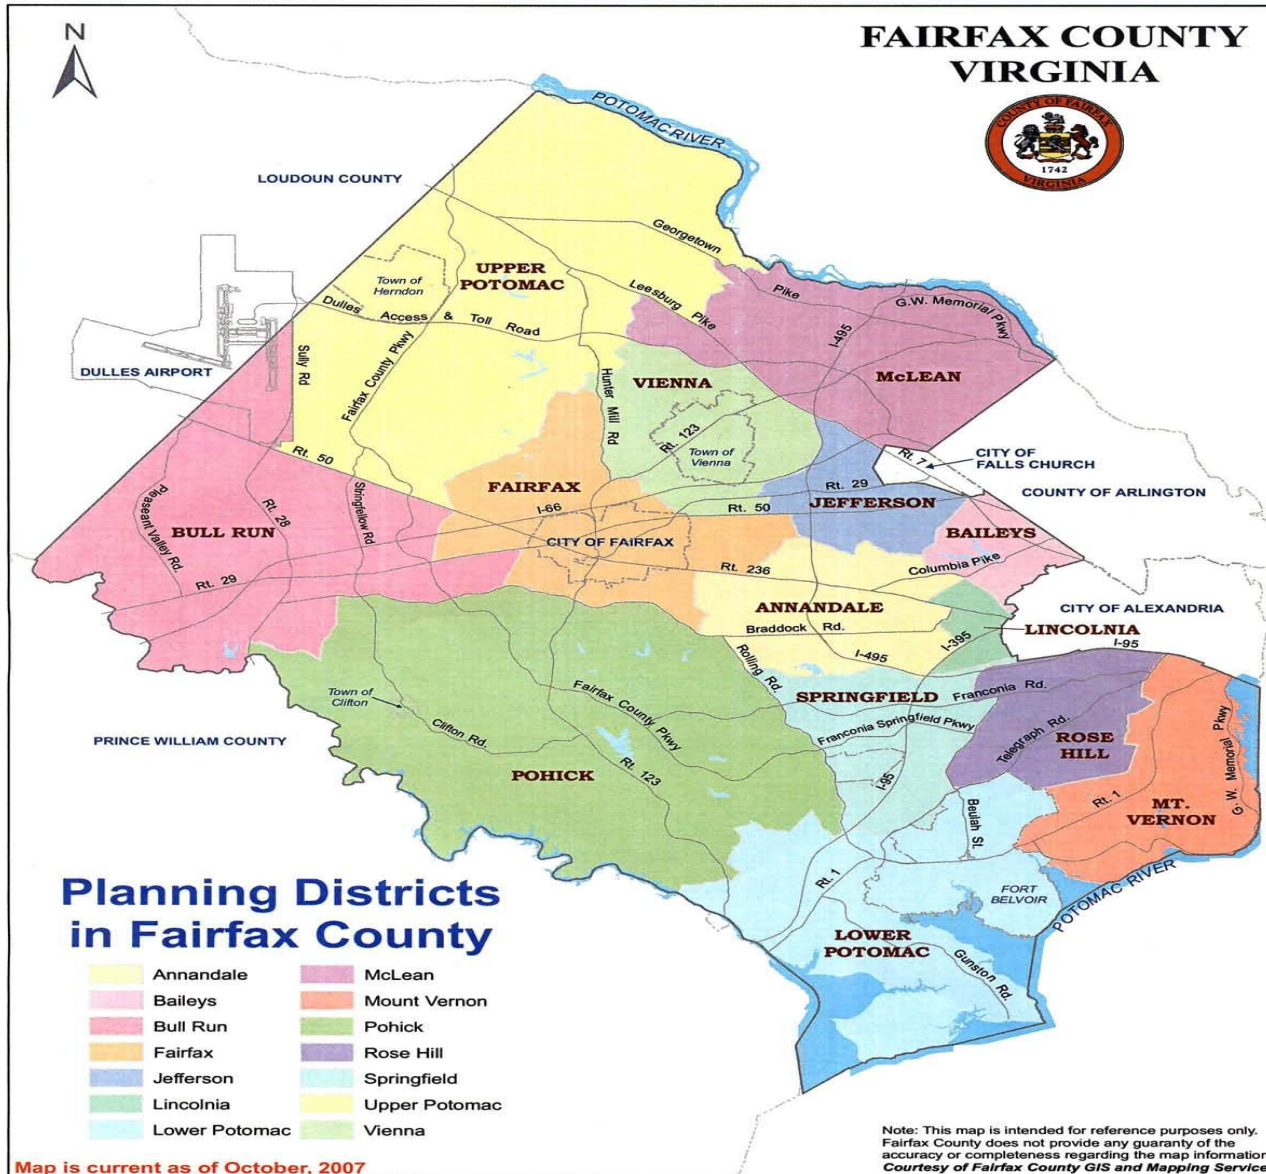 N
FAIRFAX COUNTY
VIRGINIA
COUNTY OF FAIRFAX
1742
VIRGINIA
POTOMAC RIVER
LOUDOUN COUNTY
Georgetown
Pike
Leesburg
Pike
UPPER
POTOMAC
Town of
Herndon
Dulles Access & Toll Road
G.W. Memorial Pkwy
I-495
DULLES AIRPORT
Sully Rd
Fairfax County Pkwy
Hunter Mill Rd
VIENNA
McLEAN
Rt. 123
Town of
Vienna
Rt. 7
CITY OF
FALLS CHURCH
COUNTY OF ARLINGTON
Rt. 50
Pleaseant Valley Rd.
Rt. 28
Stringfellow Rd
BULL RUN
FAIRFAX
I-66
Rt. 29
Rt. 50
JEFFERSON
BAILEYS
CITY OF FAIRFAX
Columbia Pike
Rt. 29
Rt. 236
ANNANDALE
CITY OF ALEXANDRIA
Braddock Rd.
LINCOLNIA
I-395
I-95
I-495
Rolling Rd.
Town of
Clifton
Clifton Rd.
Fairfax County Pkwy
SPRINGFIELD
Franconia Rd.
Franconia Springfield Pkwy
Telegraph Rd.
ROSE
HILL
G. W. Memorial Pkwy
PRINCE WILLIAM COUNTY
POHICK
Rt. 123
I-95
Beulah St.
Rt. 1
MT.
VERNON
Rt. 1
FORT
BELVOIR
POTOMAC RIVER
LOWER
POTOMAC
Gunston Rd.
Planning Districts
in Fairfax County
Annandale
Baileys
Bull Run
Fairfax
Jefferson
Lincolnia
Lower Potomac
McLean
Mount Vernon
Pohick
Rose Hill
Springfield
Upper Potomac
Vienna
Map is current as of October, 2007
Note: This map is intended for reference purposes only.
Fairfax County does not provide any guaranty of the
accuracy or completeness regarding the map information
Courtesy of Fairfax County GIS and Mapping Service